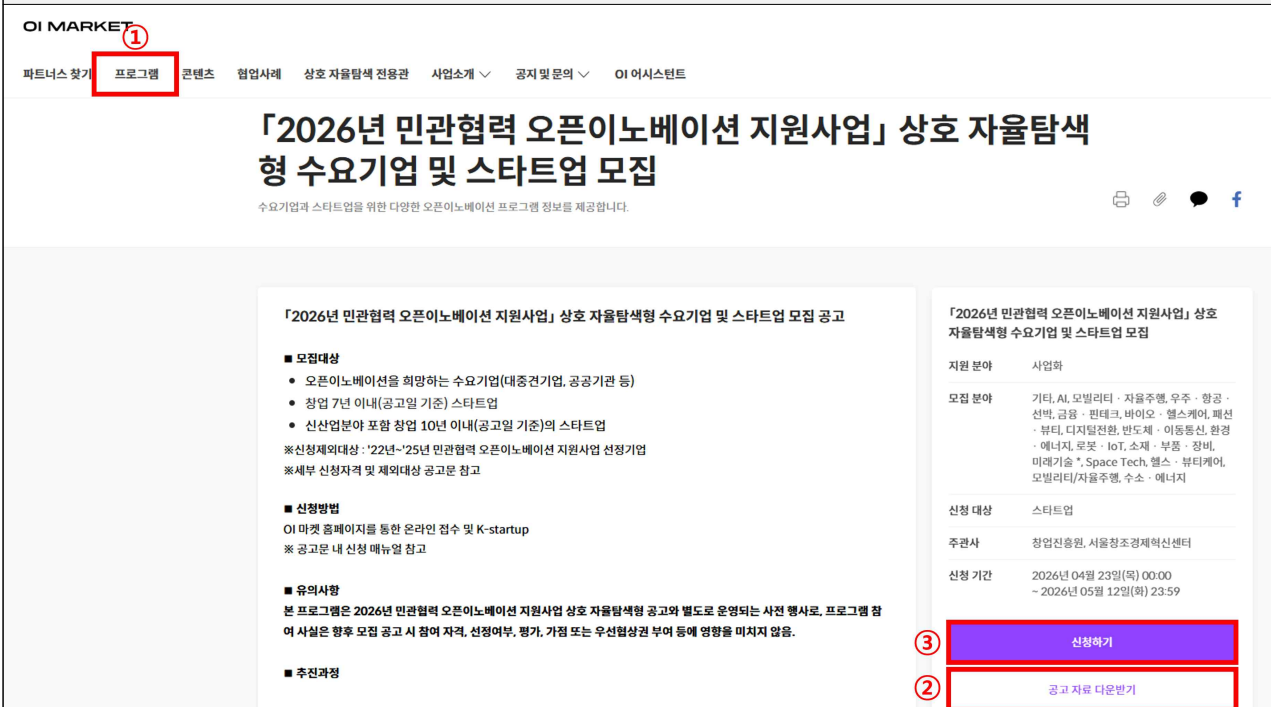 OI MARKET
①
파트너스 찾기 프로그램 콘텐츠 협업사례 상호 자율탐색 전용관 사업소개 공지 및 문의 OI 어시스턴트
「2026년 민관협력 오픈이노베이션 지원사업」 상호 자율탐색
형 수요기업 및 스타트업 모집
수요기업과 스타트업을 위한 다양한 오픈이노베이션 프로그램 정보를 제공합니다.
f
「2026년 민관협력 오픈이노베이션 지원사업」 상호 자율탐색형 수요기업 및 스타트업 모집 공고
■ 모집대상
• 오픈이노베이션을 희망하는 수요기업(대중견기업, 공공기관 등)
• 창업 7년 이내(공고일 기준) 스타트업
• 신산업분야 포함 창업 10년 이내(공고일 기준)의 스타트업
※신청제외대상 : '22년~'25년 민관협력 오픈이노베이션 지원사업 선정기업
※세부 신청자격 및 제외대상 공고문 참고
■ 신청방법
OI 마켓 홈페이지를 통한 온라인 접수 및 K-startup
※ 공고문 내 신청 매뉴얼 참고
■ 유의사항
본 프로그램은 2026년 민관협력 오픈이노베이션 지원사업 상호 자율탐색형 공고와 별도로 운영되는 사전 행사로, 프로그램 참
여 사실은 향후 모집 공고 시 참여 자격, 선정여부, 평가, 가점 또는 우선협상권 부여 등에 영향을 미치지 않음.
■ 추진과정
「2026년 민관협력 오픈이노베이션 지원사업」 상호
자율탐색형 수요기업 및 스타트업 모집
지원 분야 사업화
모집 분야 기타, AI, 모빌리티 · 자율주행, 우주 · 항공 ·
선박, 금융 · 핀테크, 바이오 · 헬스케어, 패션
· 뷰티, 디지털전환, 반도체 · 이동통신, 환경
· 에너지, 로봇 · IoT, 소재 · 부품 · 장비,
미래기술 *, Space Tech, 헬스 · 뷰티케어,
모빌리티/자율주행, 수소 · 에너지
신청 대상 스타트업
주관사 창업진흥원, 서울창조경제혁신센터
신청 기간 2026년 04월 23일(목) 00:00
~ 2026년 05월 12일(화) 23:59
③ 신청하기
② 공고 자료 다운받기